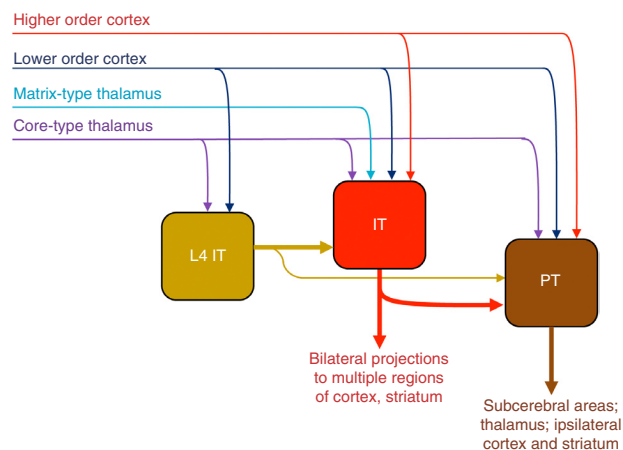 Higher order cortex
Lower order cortex
Matrix-type thalamus
Core-type thalamus
L4 IT
IT
PT
Bilateral projections
to multiple regions
of cortex, striatum
Subcerebral areas;
thalamus; ipsilateral
cortex and striatum